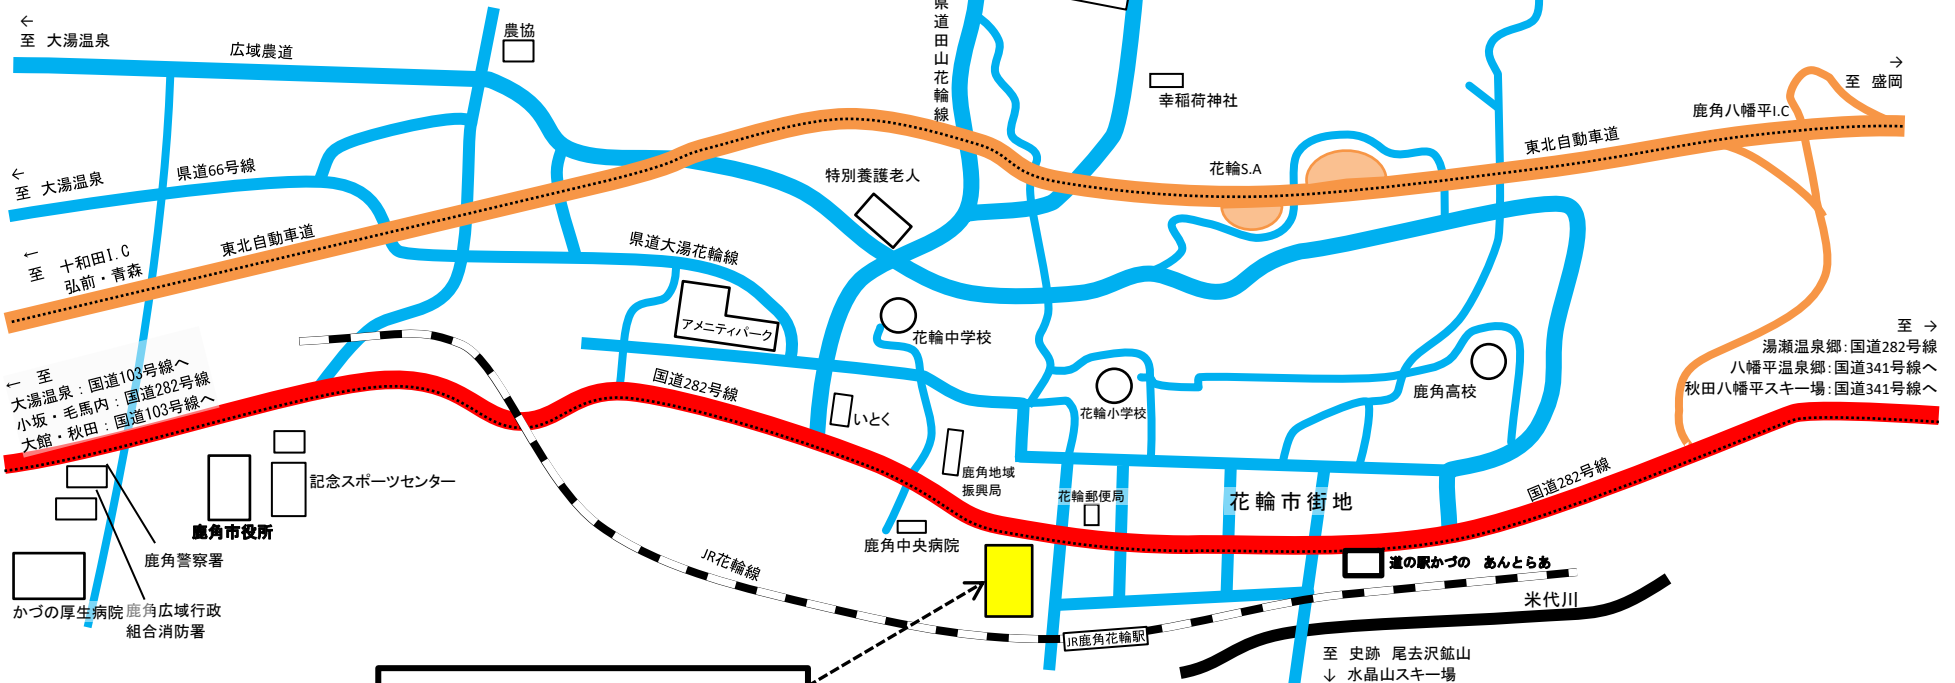 ←
至 大湯温泉
広域農道
農協
県道田山花輪線
幸稲荷神社
→
至 盛岡
鹿角八幡平I.C
東北自動車道
花輪S.A
←
至 大湯温泉
県道66号線
特別養護老人
東北自動車道
県道大湯花輪線
←
至 十和田I.C
弘前・青森
アメニティパーク
花輪中学校
← 至
大湯温泉：国道103号線へ
小坂・毛馬内：国道282号線
大館・秋田：国道103号線へ
国道282号線
いとく
花輪小学校
鹿角高校
至 →
湯瀬温泉郷：国道282号線
八幡平温泉郷：国道341号線へ
秋田八幡平スキー場：国道341号線へ
記念スポーツセンター
鹿角地域
振興局
花輪郵便局
花輪市街地
国道282号線
鹿角市役所
鹿角警察署
鹿角中央病院
JR花輪線
道の駅かづの あんとらあ
かづの厚生病院
鹿角広域行政
組合消防署
米代川
JR鹿角花輪駅
至 史跡 尾去沢鉱山
↓ 水晶山スキー場